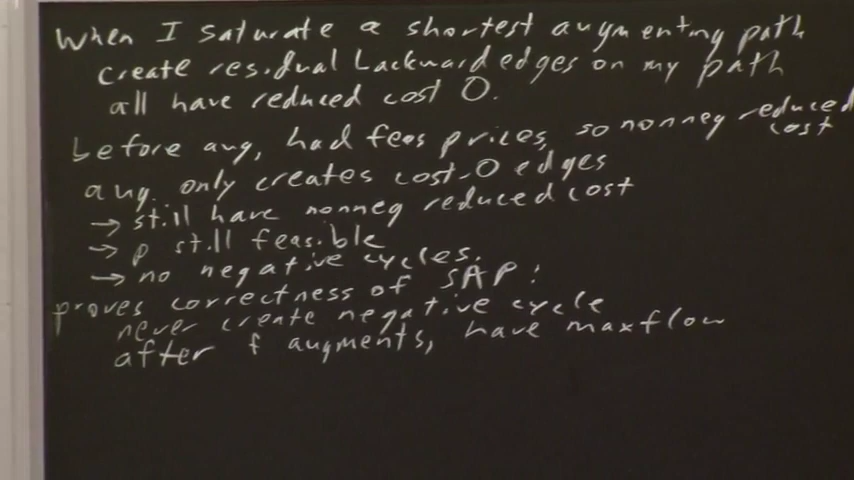 When I saturate a shortest augmenting path
create residual backward edges on my path
all have reduced cost 0.
before aug, had feas prices, so nonneg reduced cost
aug. only creates cost-0 edges
→ still have nonneg reduced cost
→ p still feasible
→ no negative cycles.
proves correctness of SAP:
never create negative cycle
after f augments, have maxflow